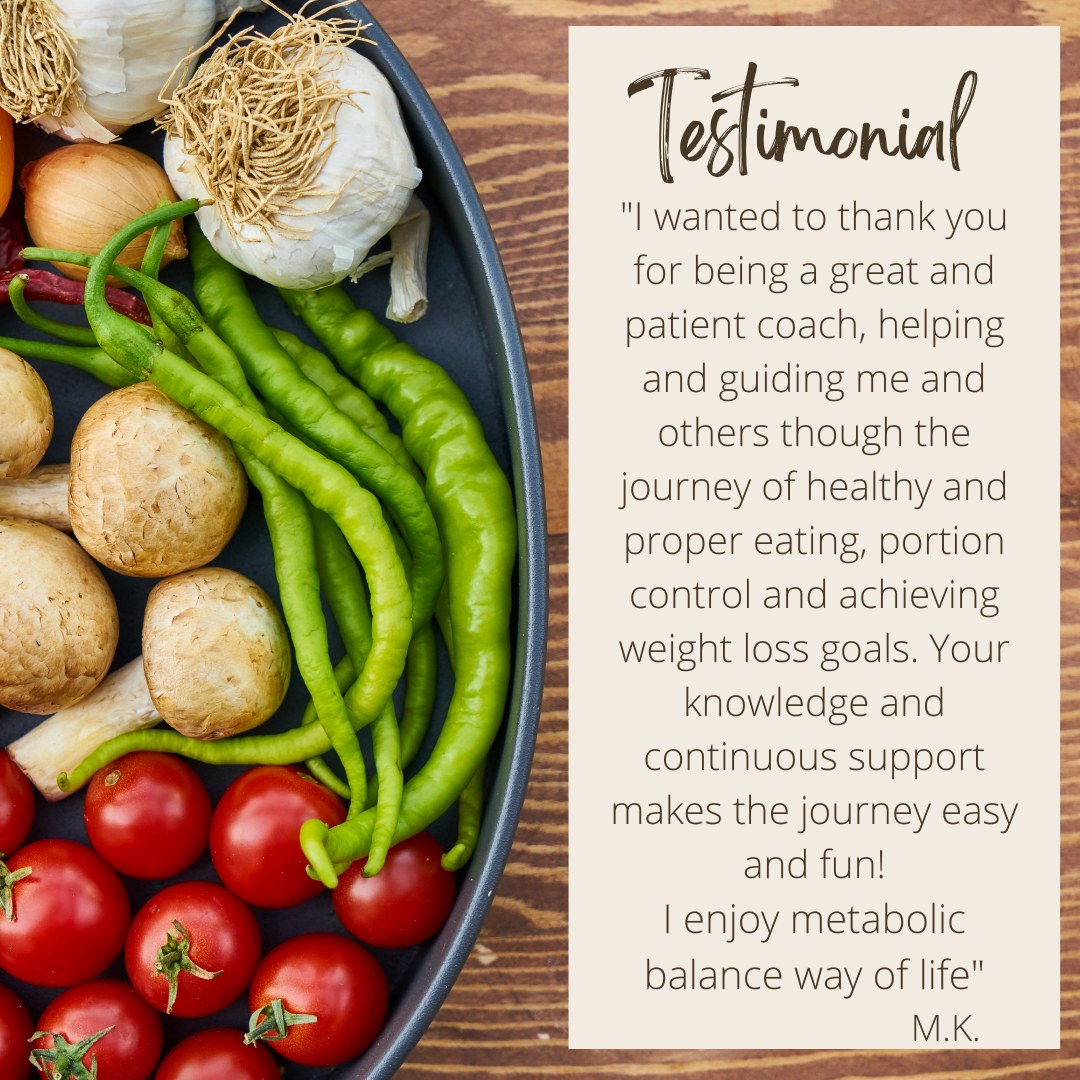 Testimonial
"I wanted to thank you
for being a great and
patient coach, helping
and guiding me and
others though the
journey of healthy and
proper eating, portion
control and achieving
weight loss goals. Your
knowledge and
continuous support
makes the journey easy
and fun!
I enjoy metabolic
balance way of life"
M.K.